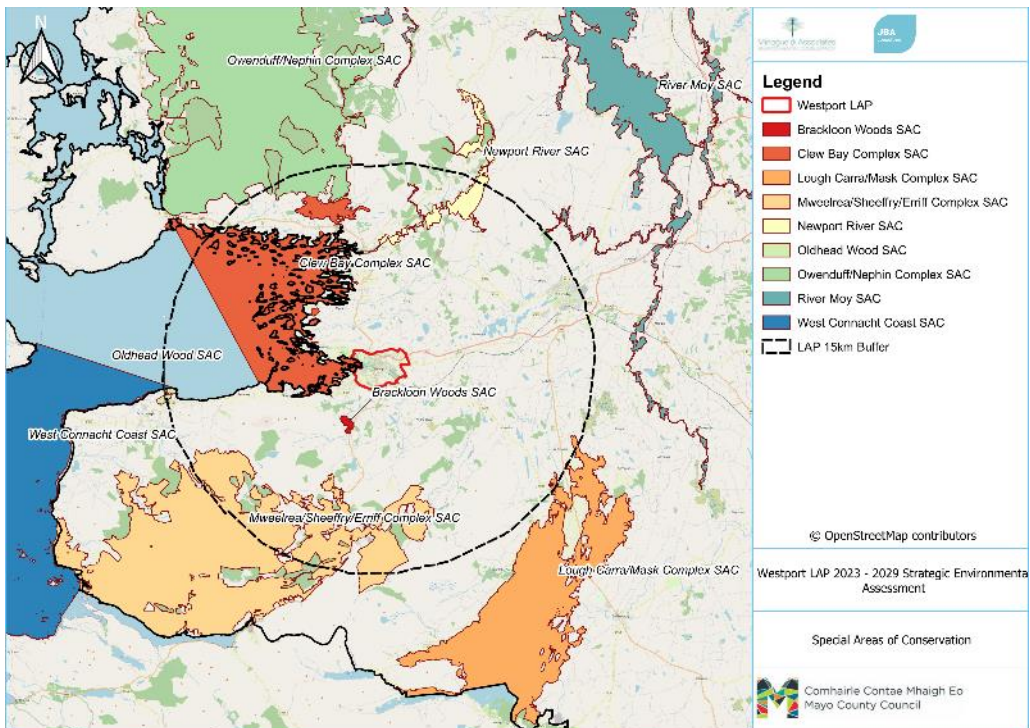 N
Owenduff/Nephin Complex SAC
River Moy SAC
Newport River SAC
Clew Bay Complex SAC
Oldhead Wood SAC
Brackloon Woods SAC
West Connacht Coast SAC
Mweelrea/Sheeffry/Erriff Complex SAC
Lough Carra/Mask Complex SAC
JBA
Legend
Westport LAP
Brackloon Woods SAC
Clew Bay Complex SAC
Lough Carra/Mask Complex SAC
Mweelrea/Sheeffry/Erriff Complex SAC
Newport River SAC
Oldhead Wood SAC
Owenduff/Nephin Complex SAC
River Moy SAC
West Connacht Coast SAC
LAP 15km Buffer
© OpenStreetMap contributors
Westport LAP 2023 - 2029 Strategic Environmenta
Assessment
Special Areas of Conservation
Comhairle Contae Mhaigh Eo
Mayo County Council